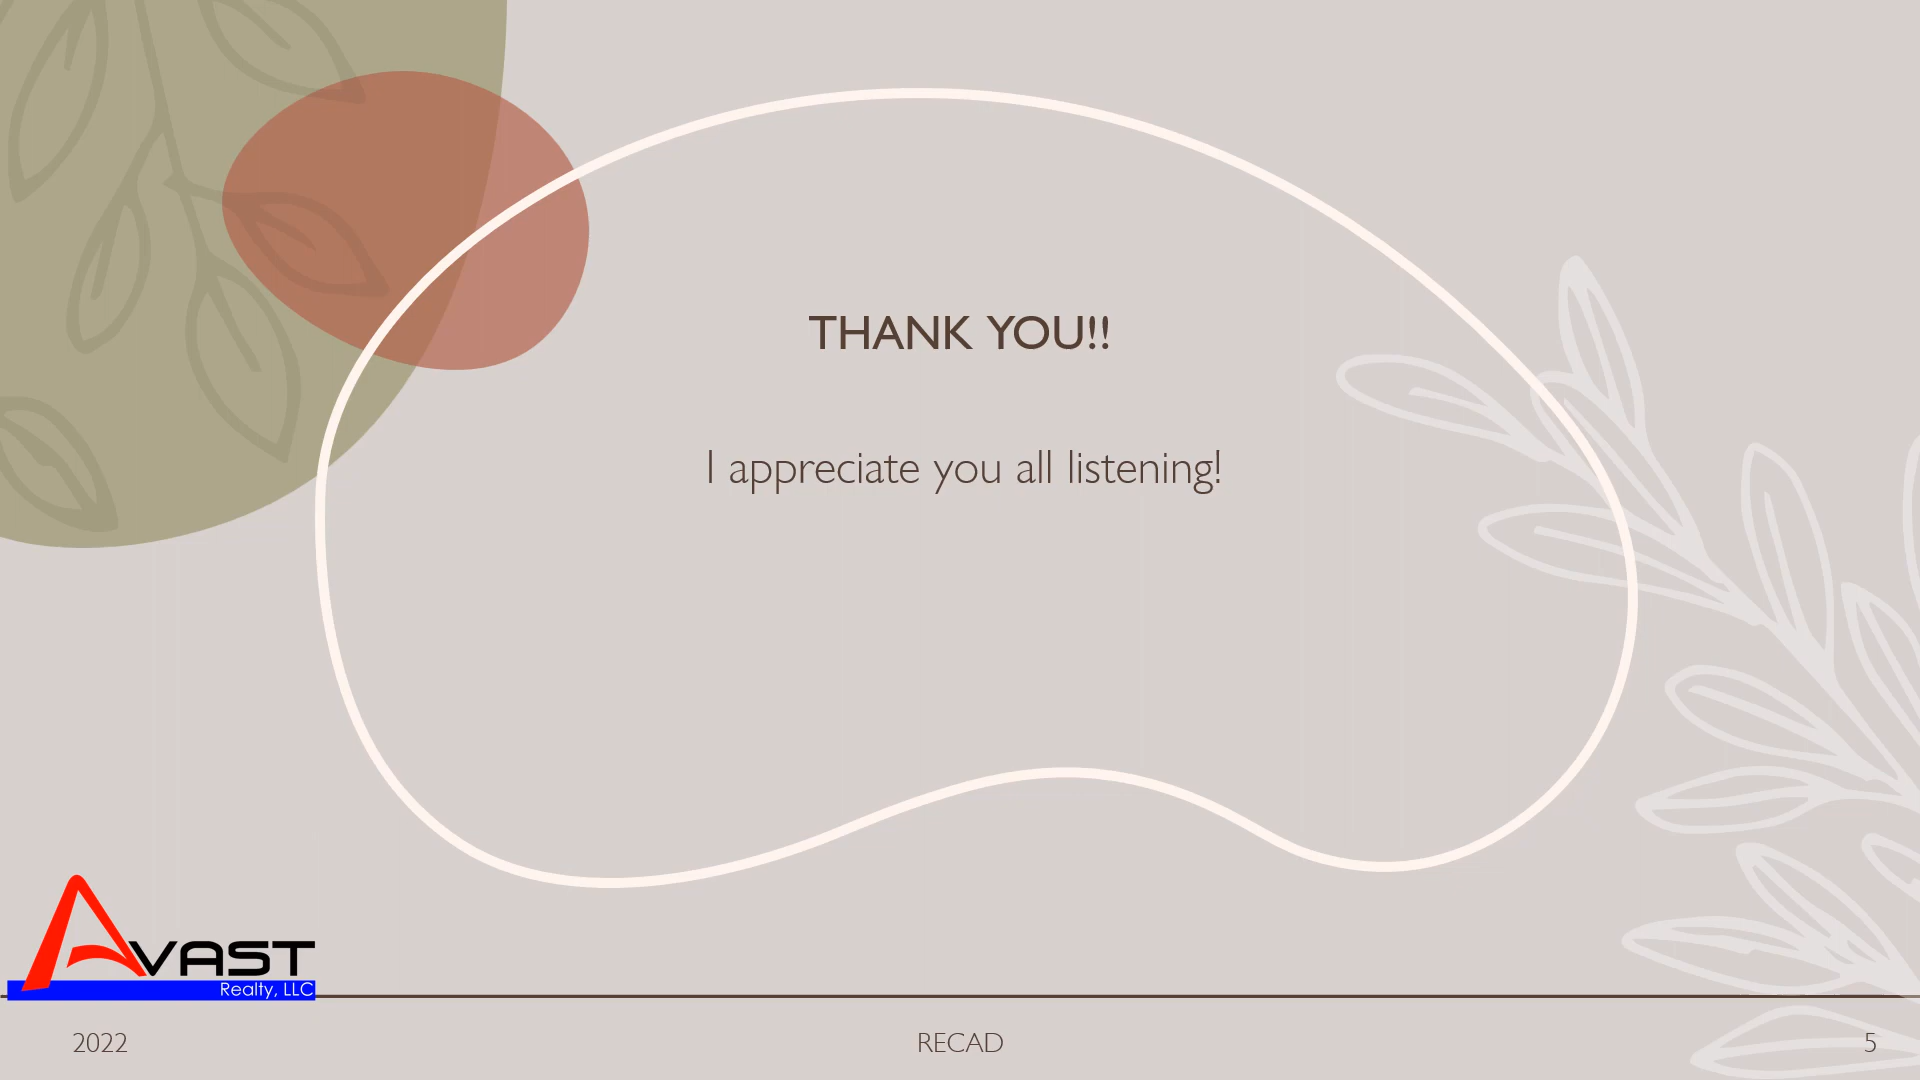 THANK YOU!!
I appreciate you all listening!
AVAST
Realty, LLC
2022
RECAD
5